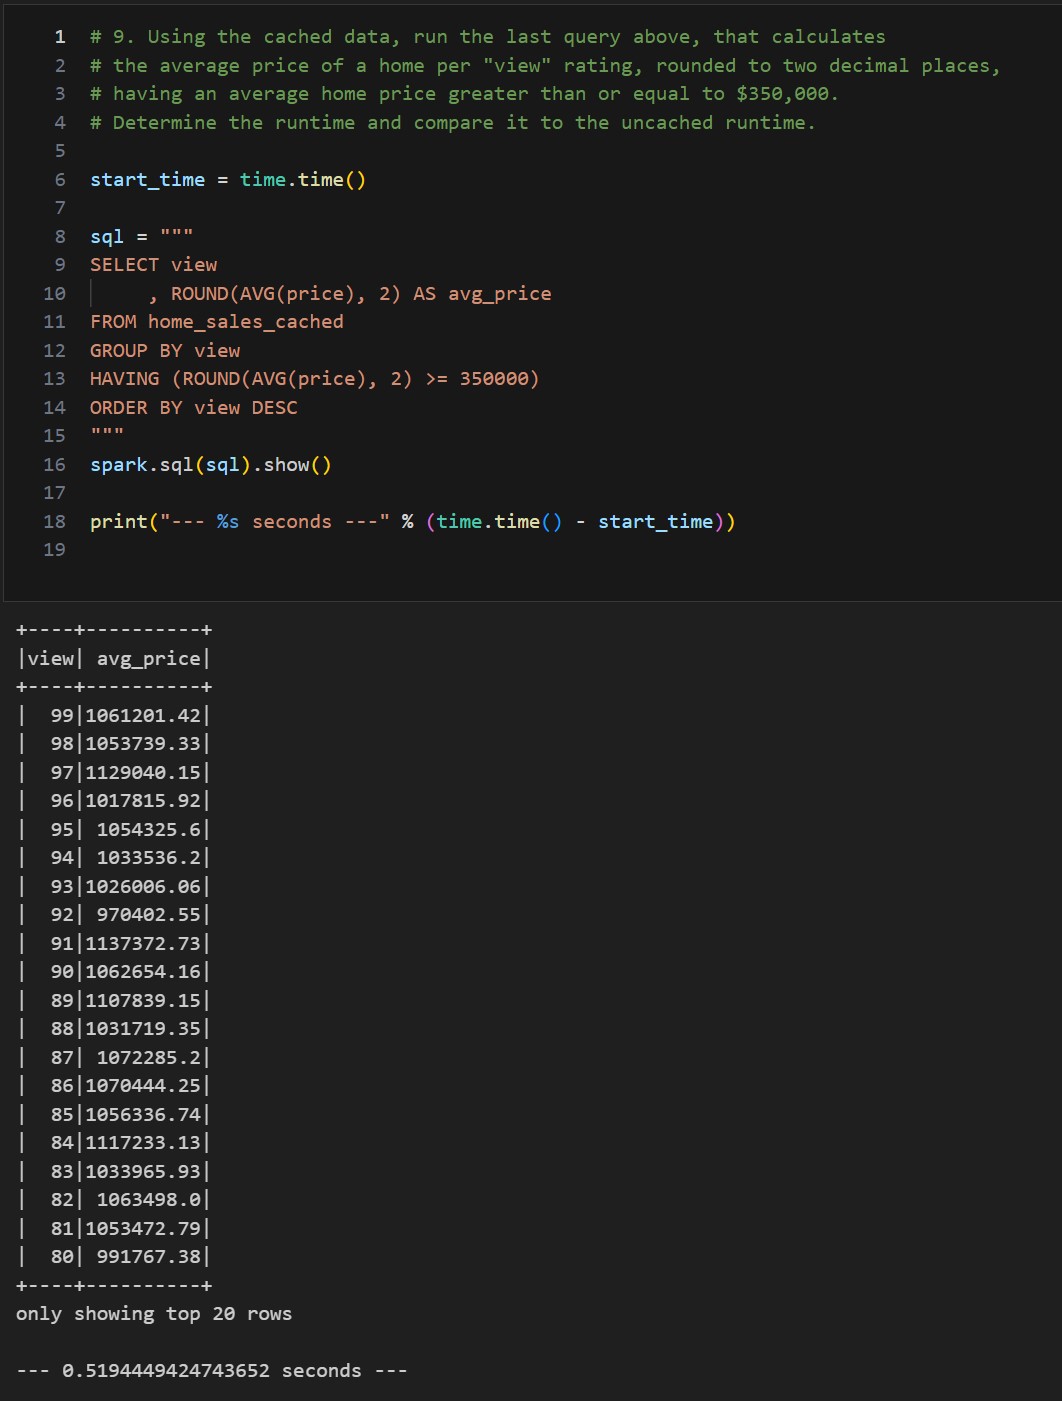 1 # 9. Using the cached data, run the last query above, that calculates
2 # the average price of a home per "view" rating, rounded to two decimal places,
3 # having an average home price greater than or equal to $350,000.
4 # Determine the runtime and compare it to the uncached runtime.
5
6 start_time = time.time()
7
8 sql = """
9 SELECT view
10      , ROUND(AVG(price), 2) AS avg_price
11 FROM home_sales_cached
12 GROUP BY view
13 HAVING (ROUND(AVG(price), 2) >= 350000)
14 ORDER BY view DESC
15 """
16 spark.sql(sql).show()
17
18 print("--- %s seconds ---" % (time.time() - start_time))
19
+----+----------+
|view| avg_price|
+----+----------+
|  99|1061201.42|
|  98|1053739.33|
|  97|1129040.15|
|  96|1017815.92|
|  95| 1054325.6|
|  94| 1033536.2|
|  93|1026006.06|
|  92| 970402.55|
|  91|1137372.73|
|  90|1062654.16|
|  89|1107839.15|
|  88|1031719.35|
|  87| 1072285.2|
|  86|1070444.25|
|  85|1056336.74|
|  84|1117233.13|
|  83|1033965.93|
|  82| 1063498.0|
|  81|1053472.79|
|  80| 991767.38|
+----+----------+
only showing top 20 rows
--- 0.5194449424743652 seconds ---